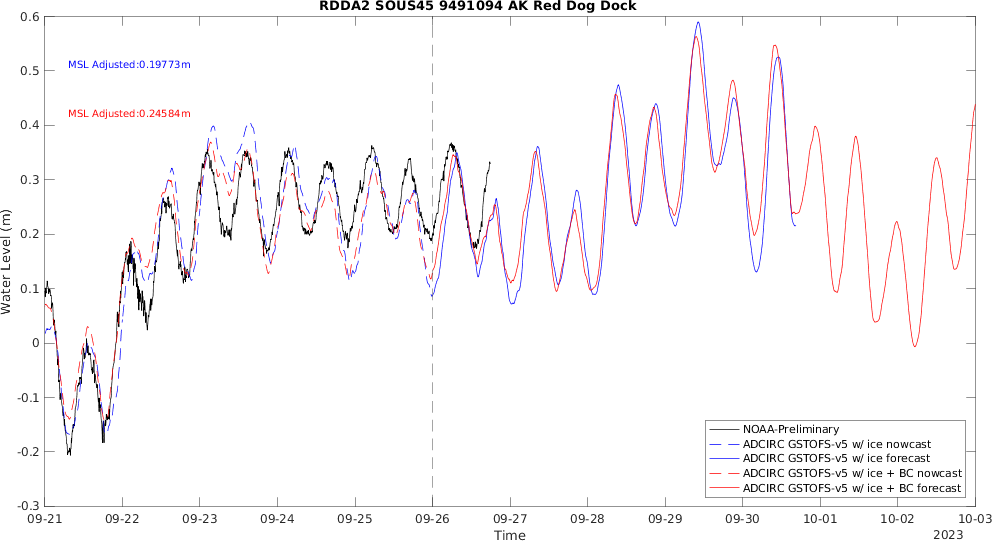 RDDA2 SOUS45 9491094 AK Red Dog Dock
0.6
0.5
0.4
0.3
0.2
0.1
0
-0.1
-0.2
-0.3
Water Level (m)
MSL Adjusted:0.19773m
MSL Adjusted:0.24584m
NOAA-Preliminary
ADCIRC GSTOFS-v5 w/ ice nowcast
ADCIRC GSTOFS-v5 w/ ice forecast
ADCIRC GSTOFS-v5 w/ ice + BC nowcast
ADCIRC GSTOFS-v5 w/ ice + BC forecast
09-21 09-22 09-23 09-24 09-25 09-26 09-27 09-28 09-29 09-30 10-01 10-02 10-03
Time
2023